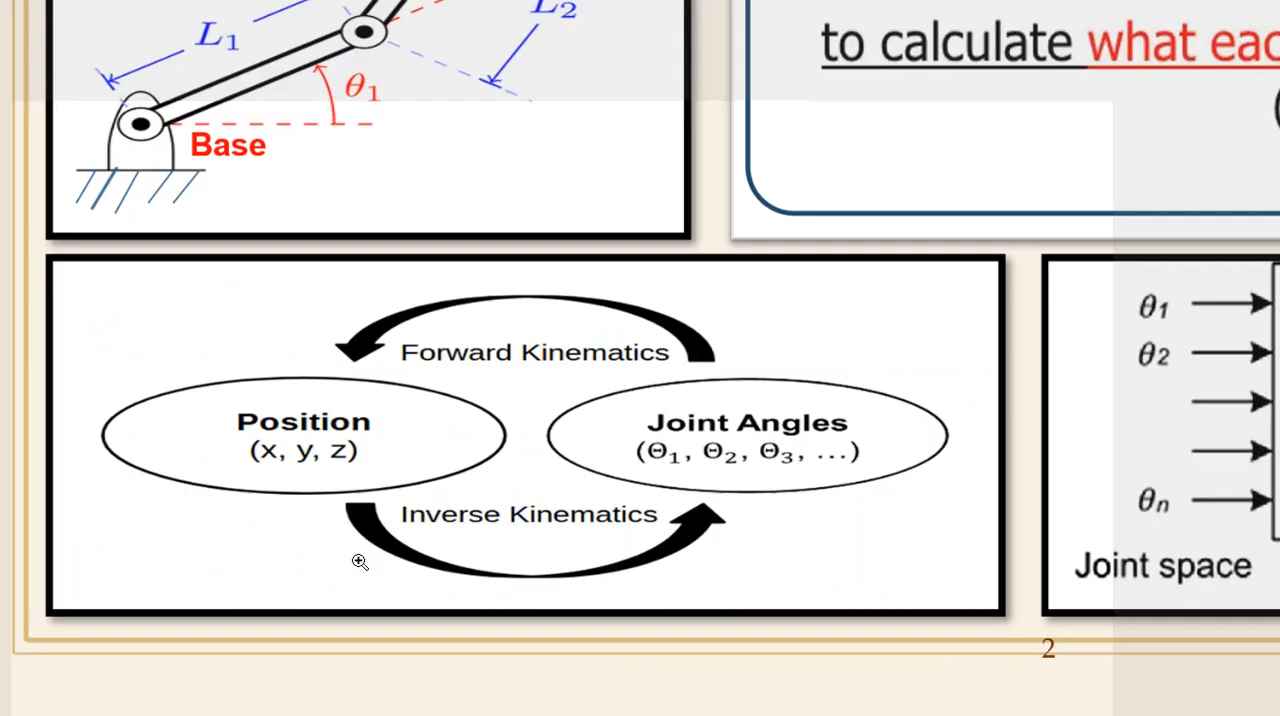 L₂
L₁
θ₁
Base
to calculate what eac
Forward Kinematics
Position
(x, y, z)
Joint Angles
(Θ₁, Θ₂, Θ₃, ...)
Inverse Kinematics
θ₁
θ₂
θₙ
Joint space
2